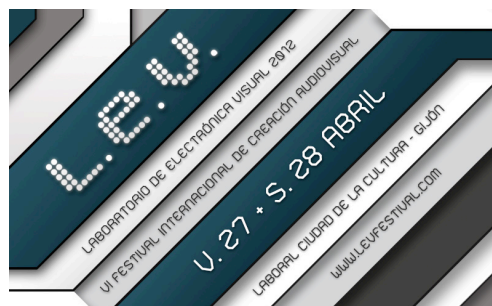 L.E.V.
LABORATORIO DE ELECTRÓNICA VISUAL 2012
VI FESTIVAL INTERNACIONAL DE CREACIÓN AUDIOVISUAL
V. 27 + S. 28 ABRIL
LABORAL CIUDAD DE LA CULTURA - GIJÓN
WWW.LEVFESTIVAL.COM